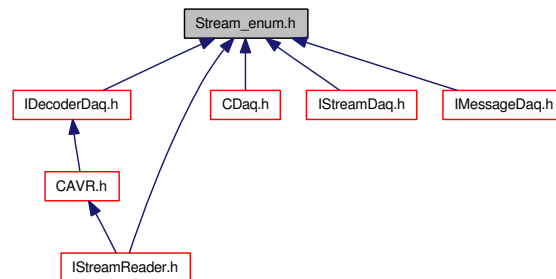 Stream_enum.h
IDecoderDaq.h
CDaq.h
IStreamDaq.h
IMessageDaq.h
CAVR.h
IStreamReader.h